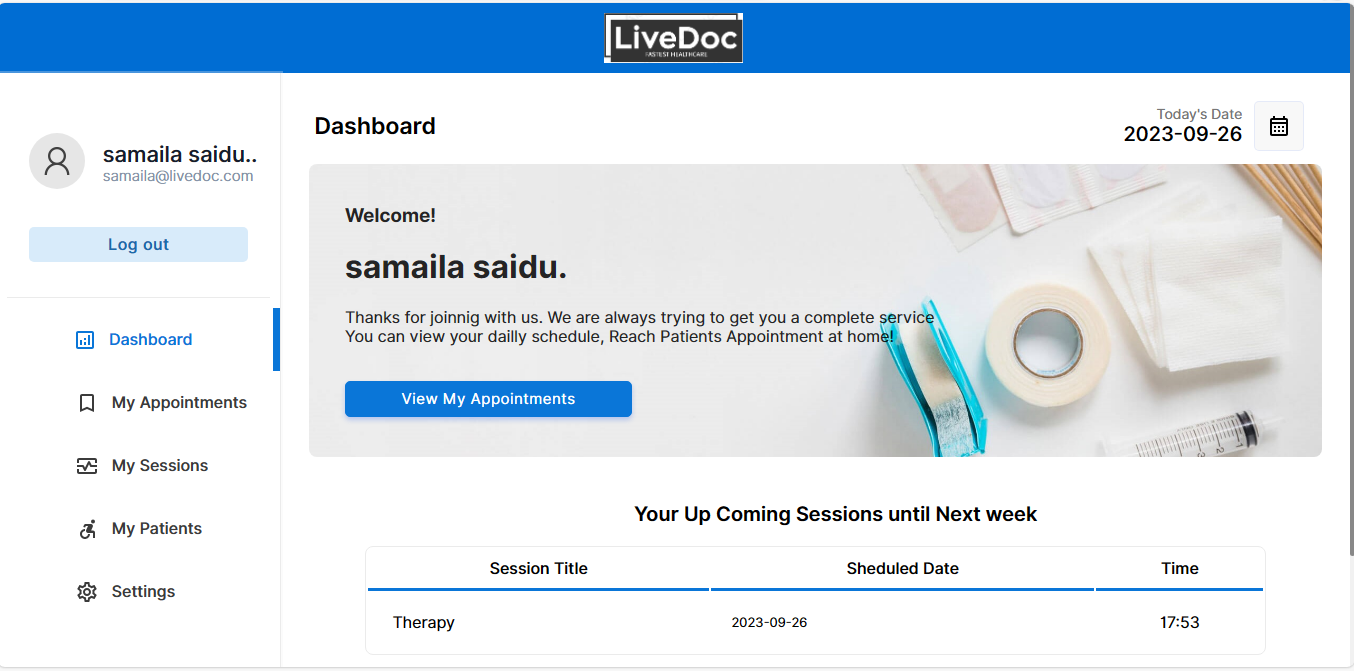 LiveDoc
FASTEST HEALTHCARE
samaila saidu..
samaila@livedoc.com
Log out
Dashboard
My Appointments
My Sessions
My Patients
Settings
Dashboard
Today's Date
2023-09-26
Welcome!
samaila saidu.
Thanks for joinnig with us. We are always trying to get you a complete service
You can view your dailly schedule, Reach Patients Appointment at home!
View My Appointments
Your Up Coming Sessions until Next week
Session Title Sheduled Date Time
Therapy 2023-09-26 17:53